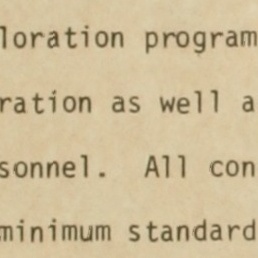 loration program
ration as well a
sonnel.  All con
minimum standard